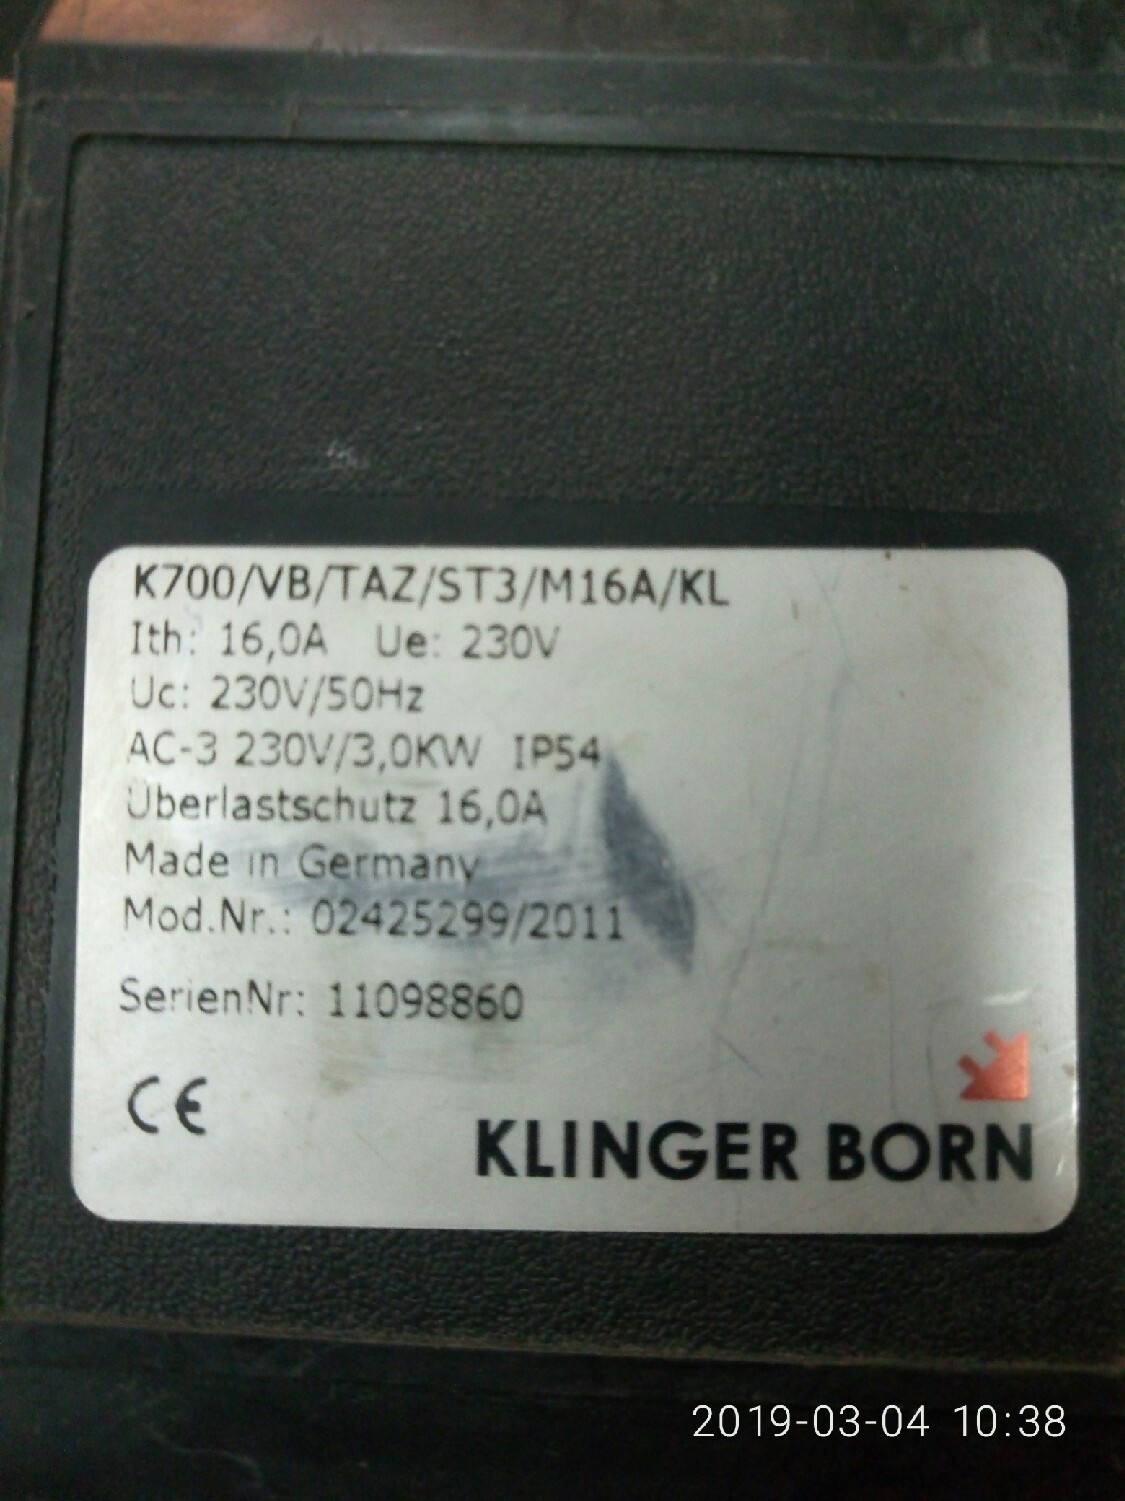 K700/VB/TAZ/ST3/M16A/KL
Ith: 16,0A Ue: 230V
Uc: 230V/50Hz
AC-3 230V/3,0KW IP54
Überlastschutz 16,0A
Made in Germany
Mod.Nr.: 02425299/2011
SerienNr: 11098860
CE
KLINGER BORN
2019-03-04 10:38